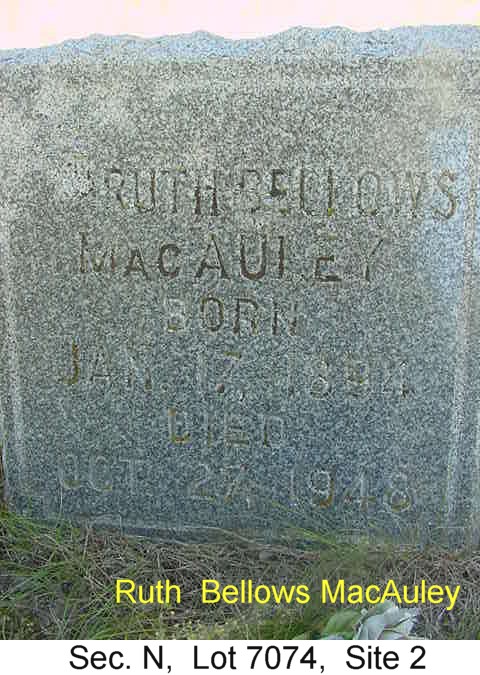 RUTH BELLOWS
MACAULEY
BORN
JAN. 17, 1894
DIED
OCT. 27, 1948
Ruth Bellows MacAuley
Sec. N, Lot 7074, Site 2